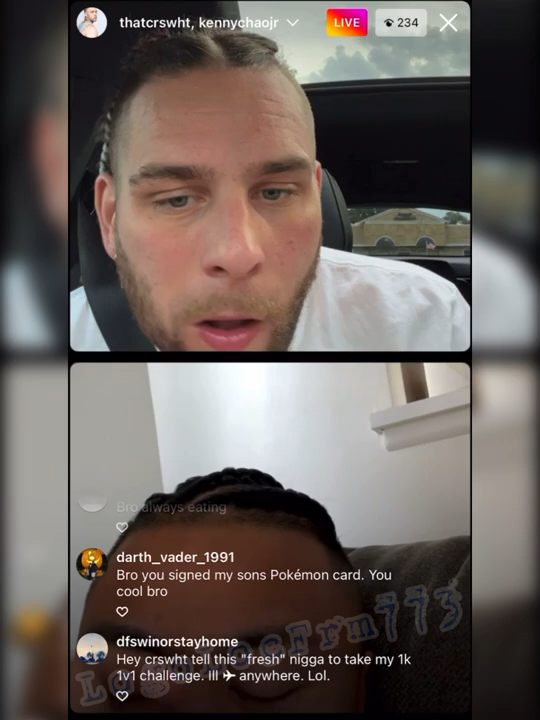 thatcrswht, kennychaojr
LIVE
234
Bro always eating
darth_vader_1991
Bro you signed my sons Pokémon card. You
cool bro
dfswinorstayhome
Hey crswht tell this "fresh" nigga to take my 1k
1v1 challenge. Ill ✈ anywhere. Lol.